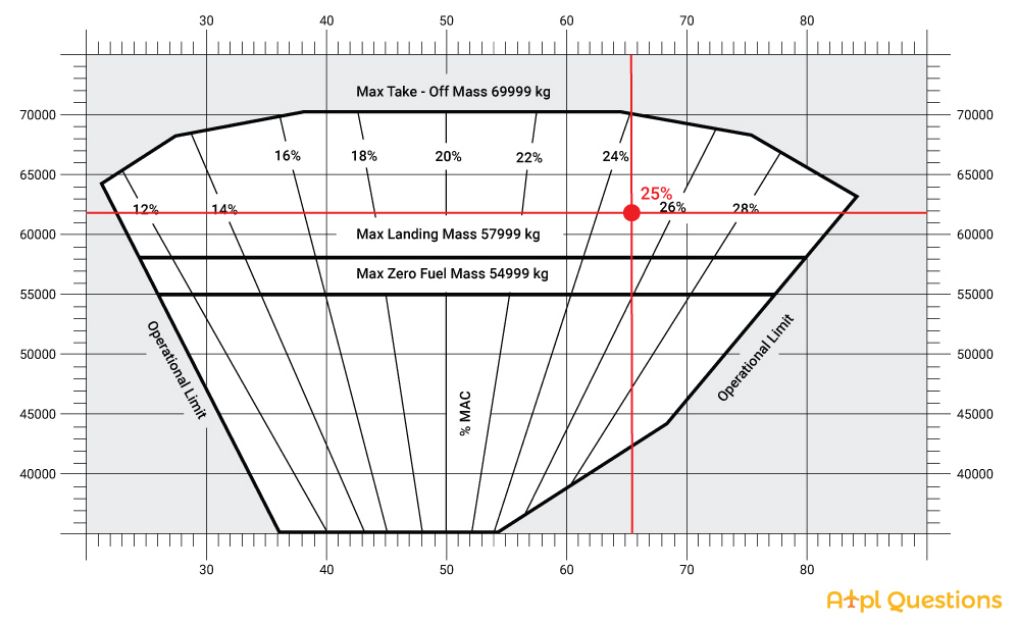 30 40 50 60 70 80
Max Take - Off Mass 69999 kg
70000 70000
16% 18% 20% 22% 24%
65000 65000
25%
12% 14% 26% 28%
60000 Max Landing Mass 57999 kg 60000
Max Zero Fuel Mass 54999 kg
55000 55000
Operational Limit
Operational Limit
50000 50000
% MAC
45000 45000
40000 40000
30 40 50 60 70 80
Atpl Questions